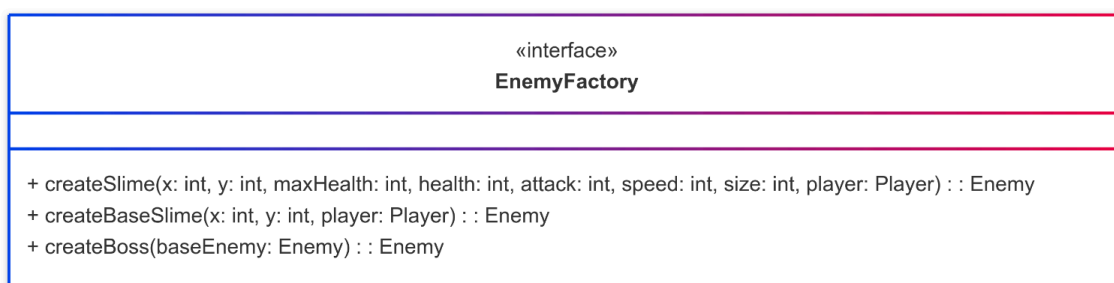 «interface»
EnemyFactory
+ createSlime(x: int, y: int, maxHealth: int, health: int, attack: int, speed: int, size: int, player: Player) : : Enemy
+ createBaseSlime(x: int, y: int, player: Player) : : Enemy
+ createBoss(baseEnemy: Enemy) : : Enemy